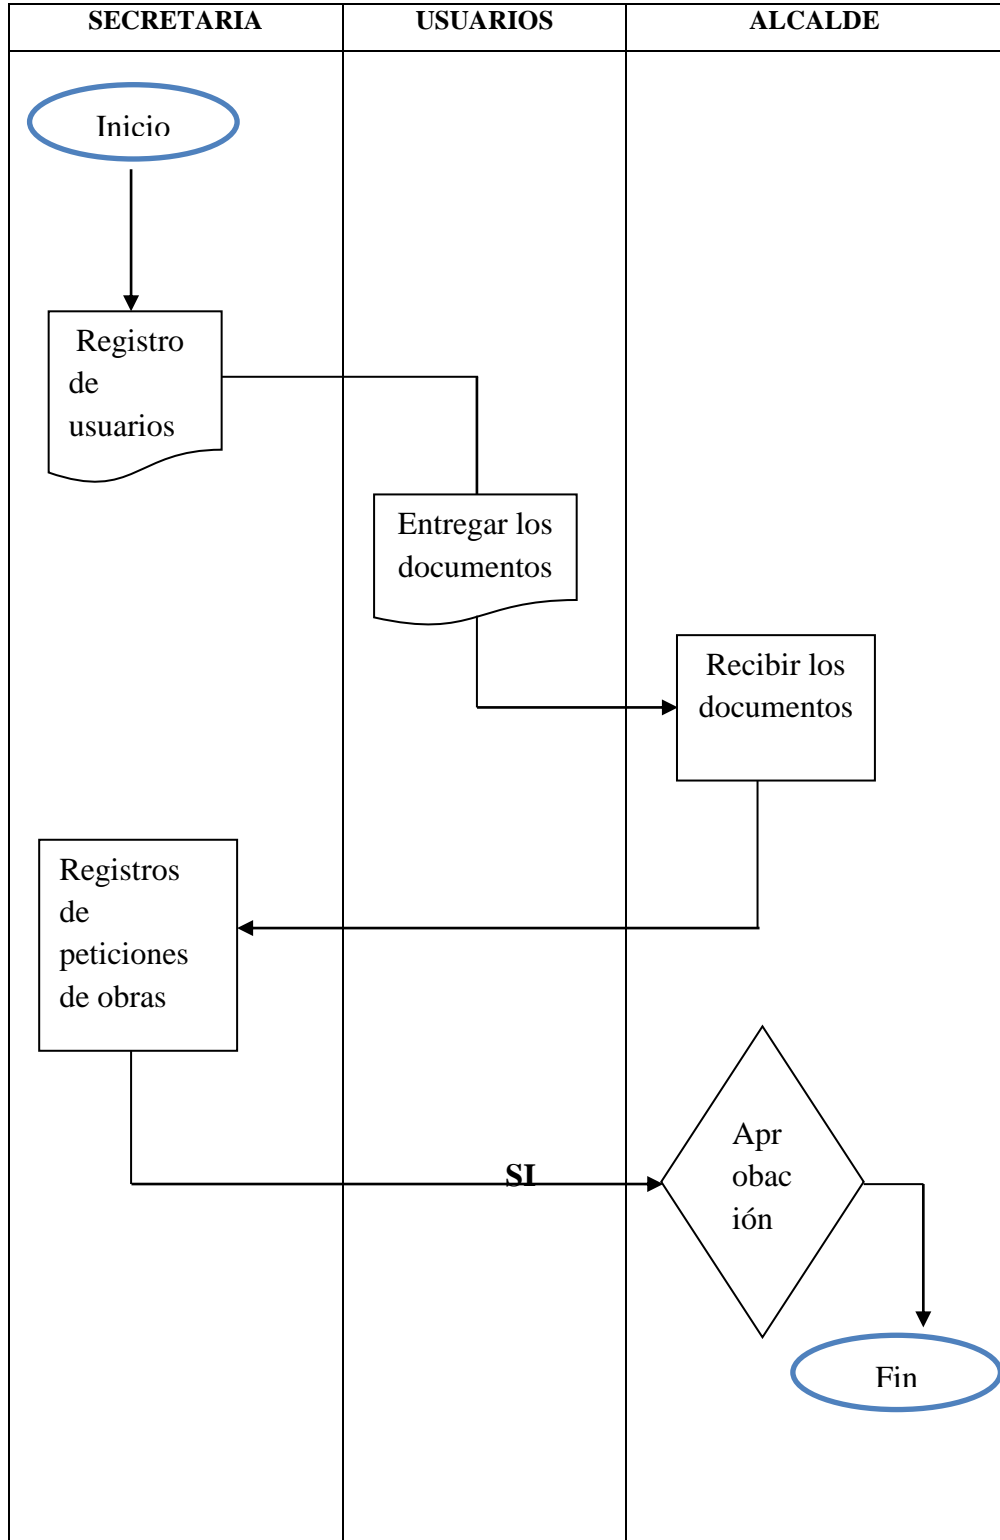 SECRETARIA
USUARIOS
ALCALDE
Inicio
Registro
de
usuarios
Entregar los
documentos
Recibir los
documentos
Registros
de
peticiones
de obras
SI
Apr
obac
ión
Fin